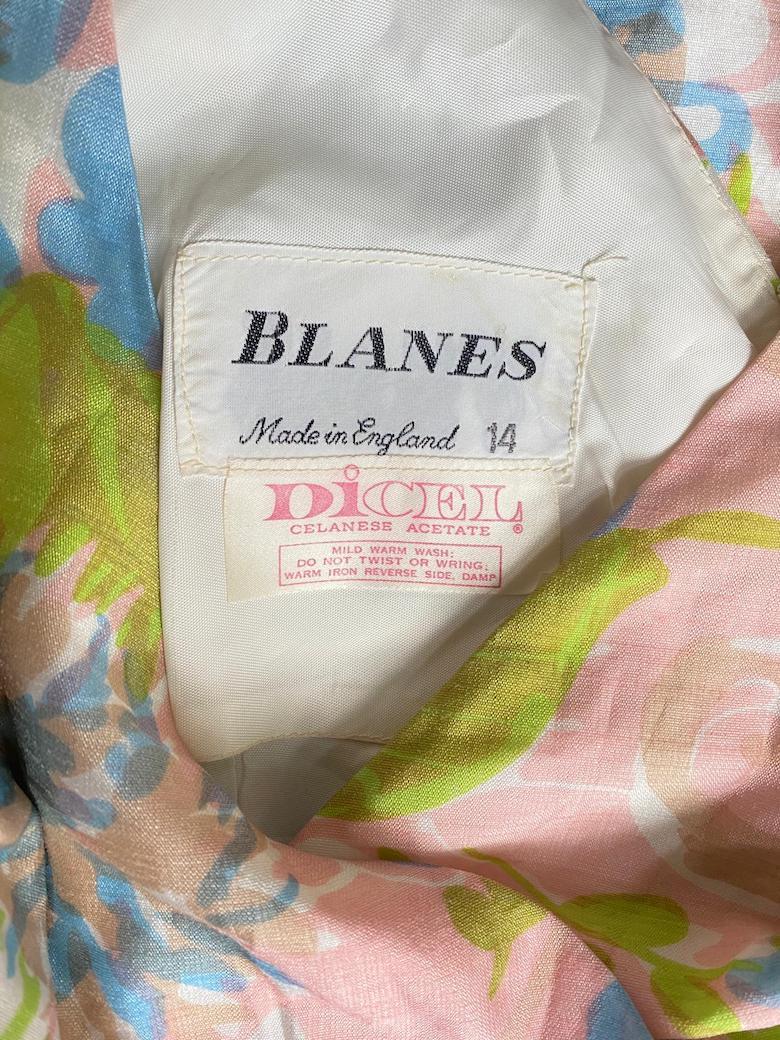 BLANES
Made in England 14
DiCEL®
CELANESE ACETATE
MILD WARM WASH:
DO NOT TWIST OR WRING;
WARM IRON REVERSE SIDE, DAMP